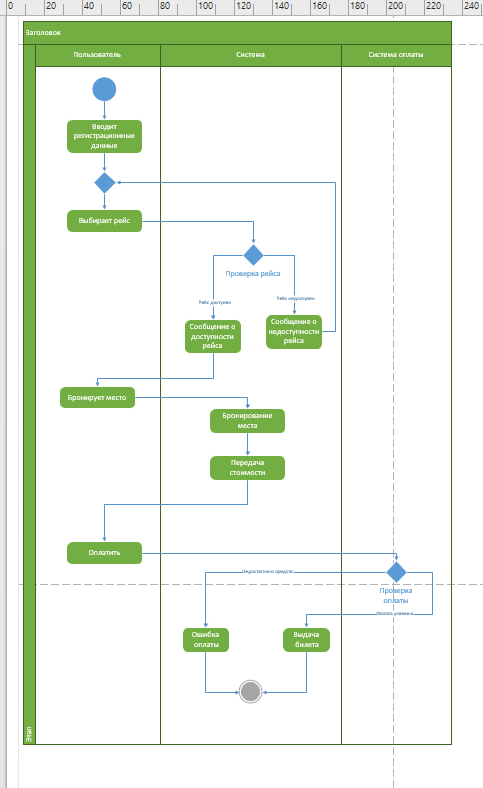 0 20 40 60 80 100 120 140 160 180 200 220 240
Заголовок
Пользователь
Система
Система оплаты
Вводит
регистрационные
данные
Выбирает рейс
Проверка рейса
Рейс доступен
Рейс недоступен
Сообщение о
доступности
рейса
Сообщение о
недоступности
рейса
Бронирует место
Бронирование
места
Передача
стоимости
Оплатить
Недостаточно средств
Проверка
оплаты
Оплата успешна
Ошибка
оплаты
Выдача
билета
Этап